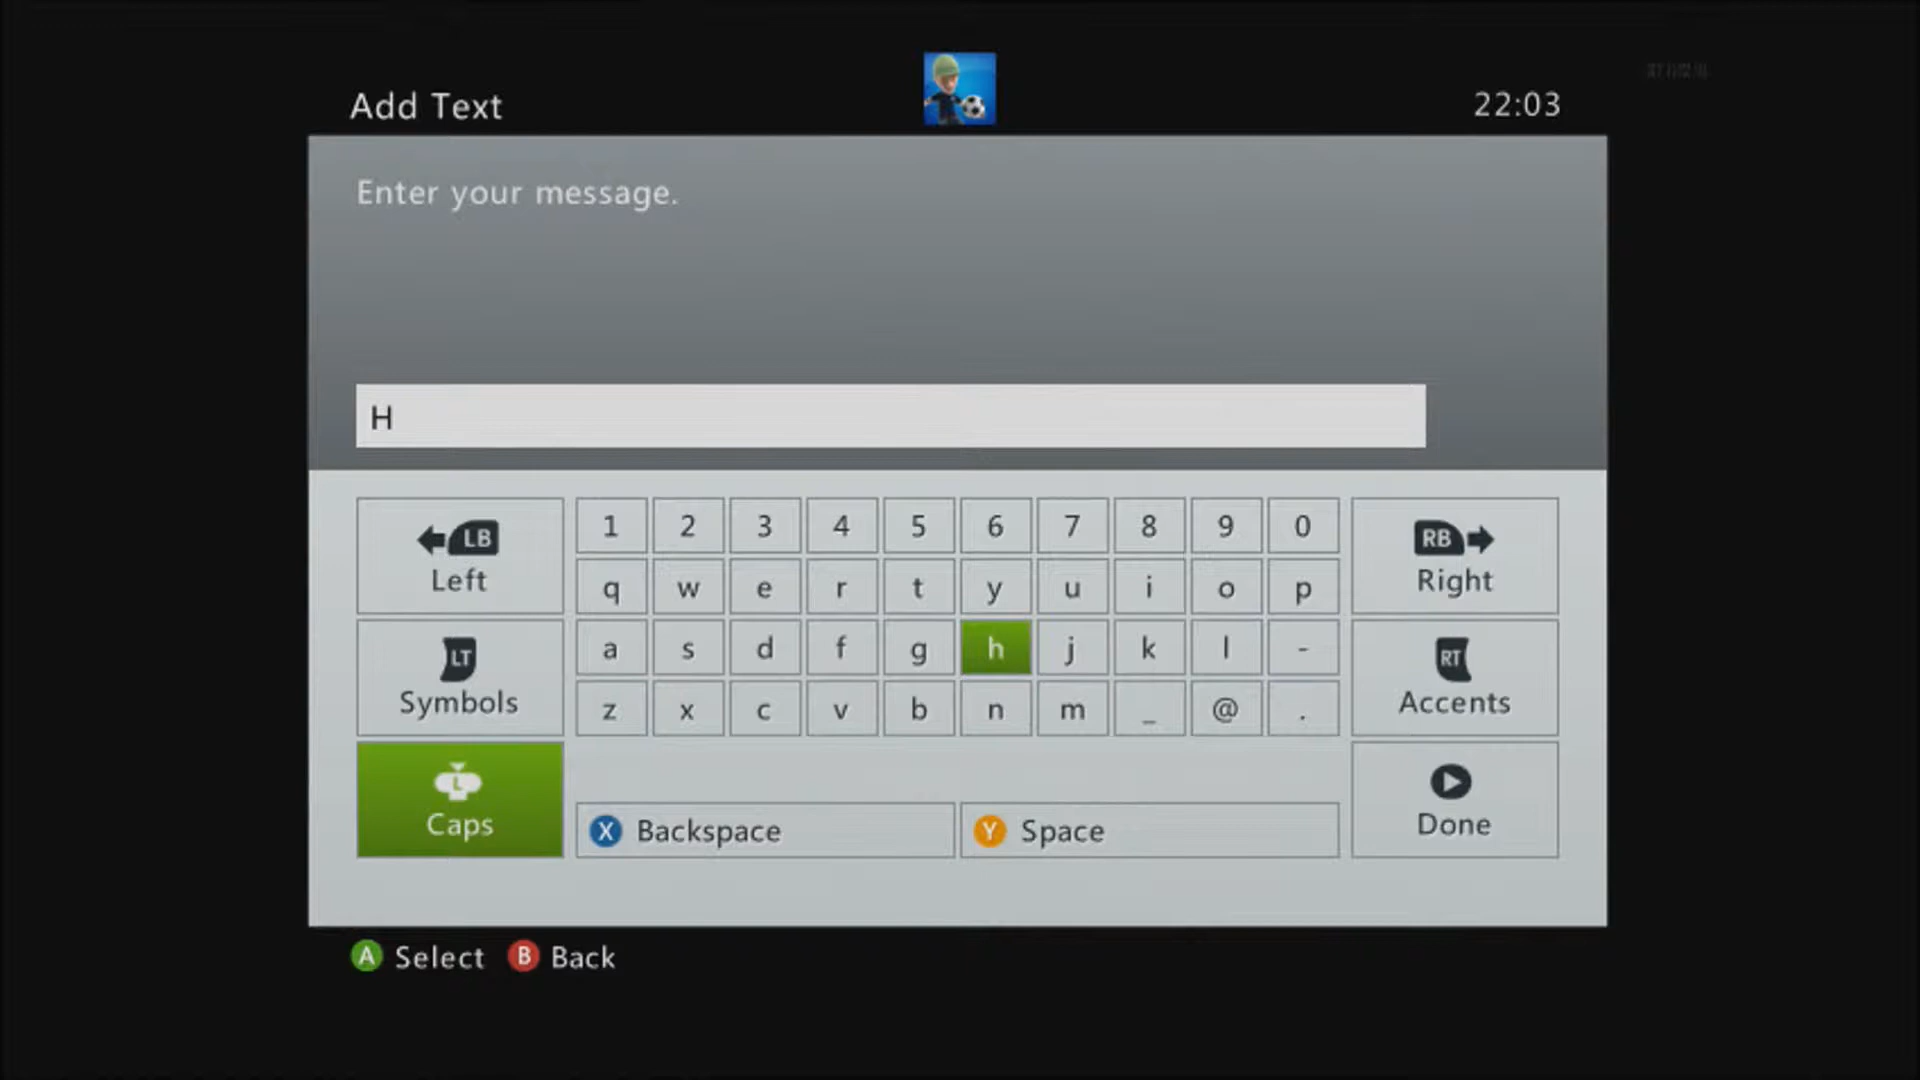 Add Text
22:03
Enter your message.
H
LB
Left
1 2 3 4 5 6 7 8 9 0
RB
Right
q w e r t y u i o p
LT
Symbols
a s d f g h j k l -
RT
Accents
z x c v b n m _ @ .
L
Caps
X Backspace
Y Space
Done
A Select B Back